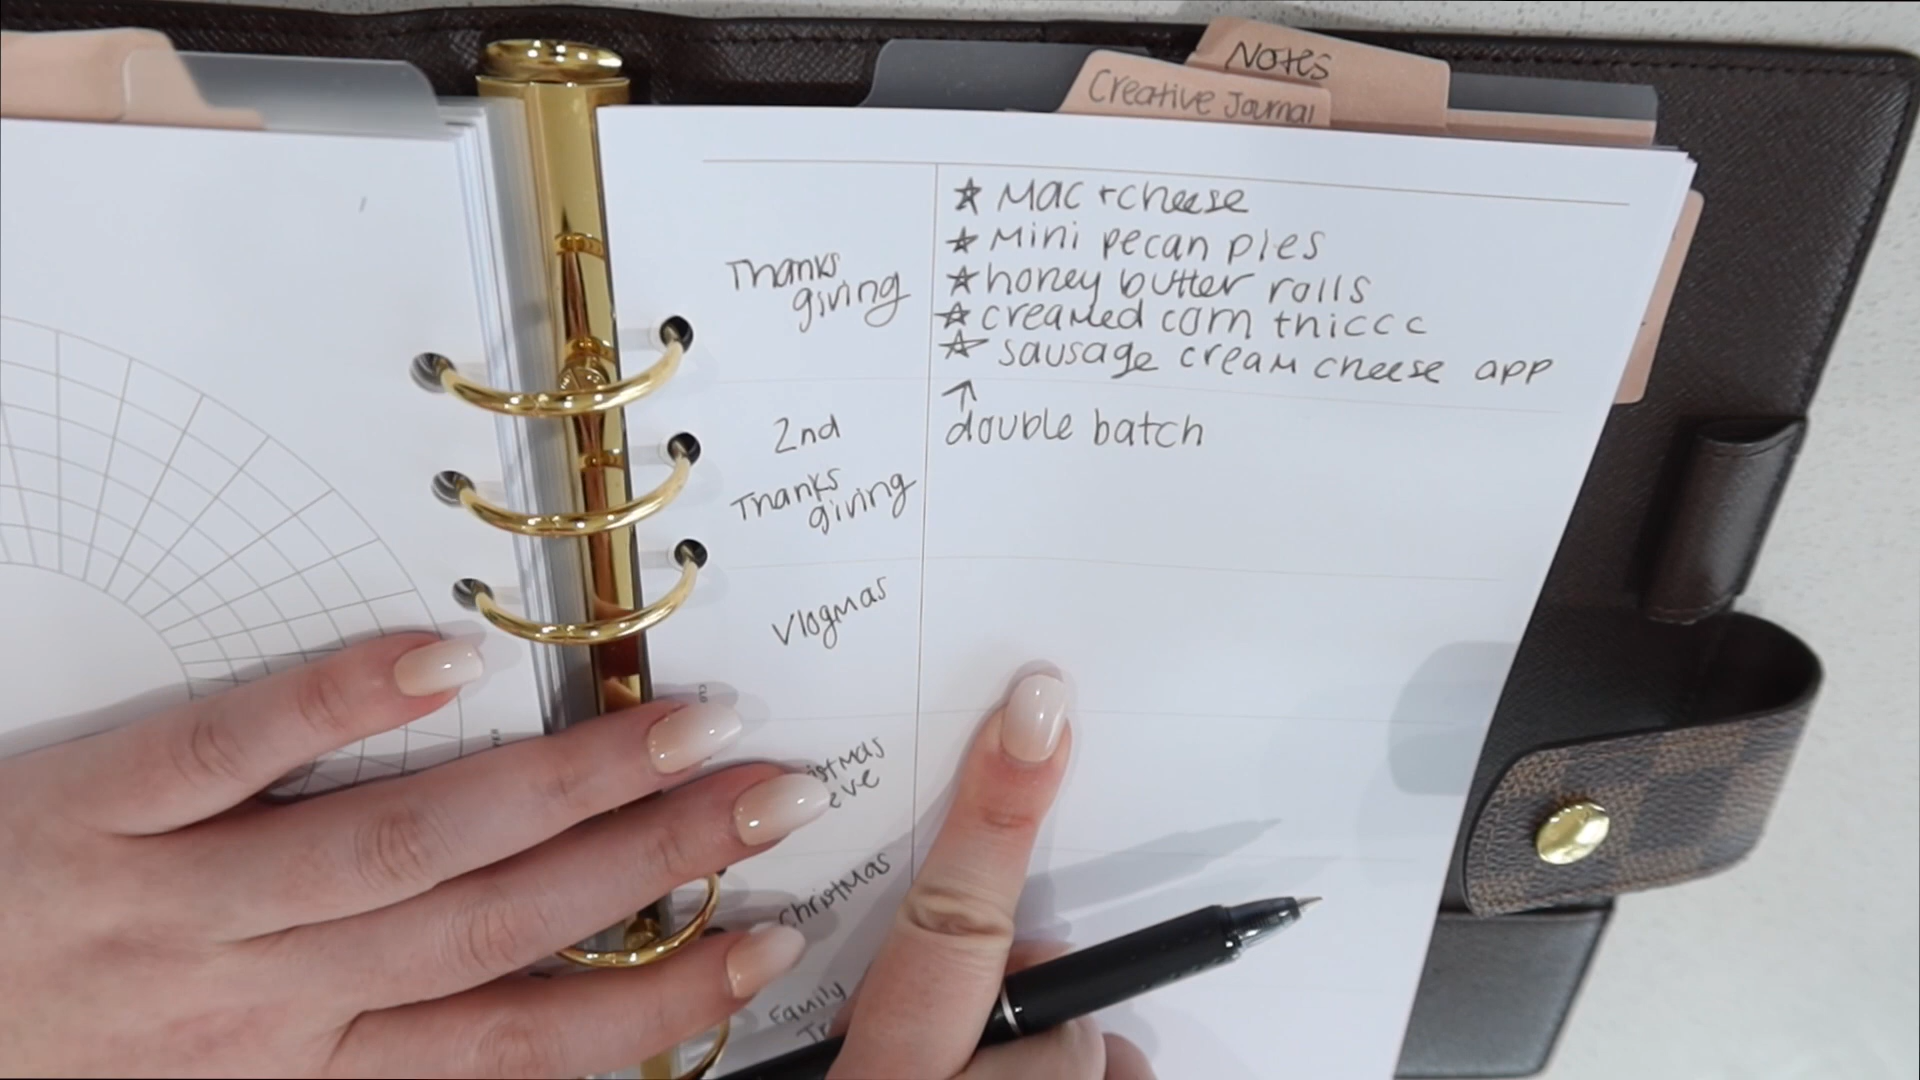 Notes
Creative Journal
Thanks
giving
★ Mac + cheese
★ Mini pecan pies
★ honey butter rolls
★ creamed corn thiccc
★ sausage cream cheese app
↑
double batch
2nd
Thanks
giving
Vlogmas
eve
Christmas
Family